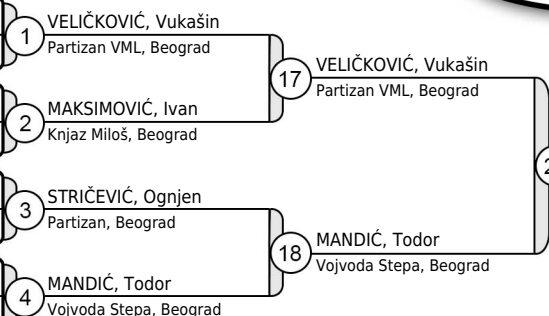 1
VELIČKOVIĆ, Vukašin
Partizan VML, Beograd
2
MAKSIMOVIĆ, Ivan
Knjaz Miloš, Beograd
17
VELIČKOVIĆ, Vukašin
Partizan VML, Beograd
3
STRIČEVIĆ, Ognjen
Partizan, Beograd
4
MANDIĆ, Todor
Vojvoda Stepa, Beograd
18
MANDIĆ, Todor
Vojvoda Stepa, Beograd